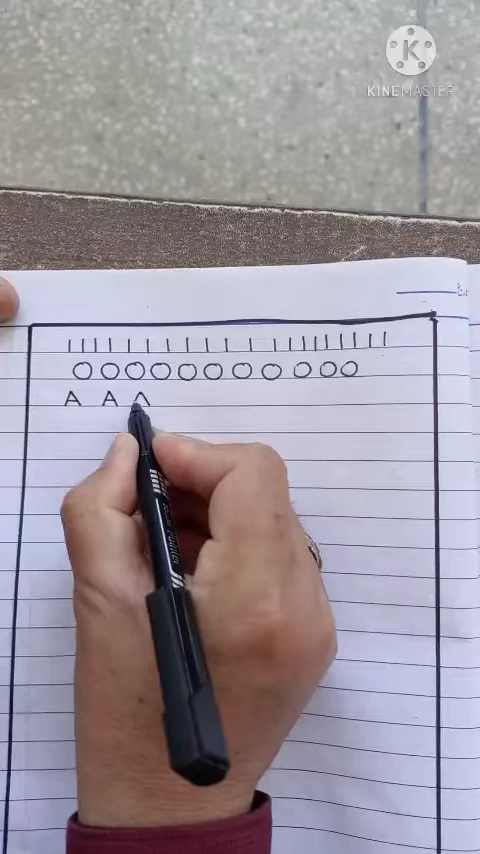 K
KINEMASTER
| | | | | | | | | | | | | | | | | | | | | | |
O O O O O O O O O O O
A A